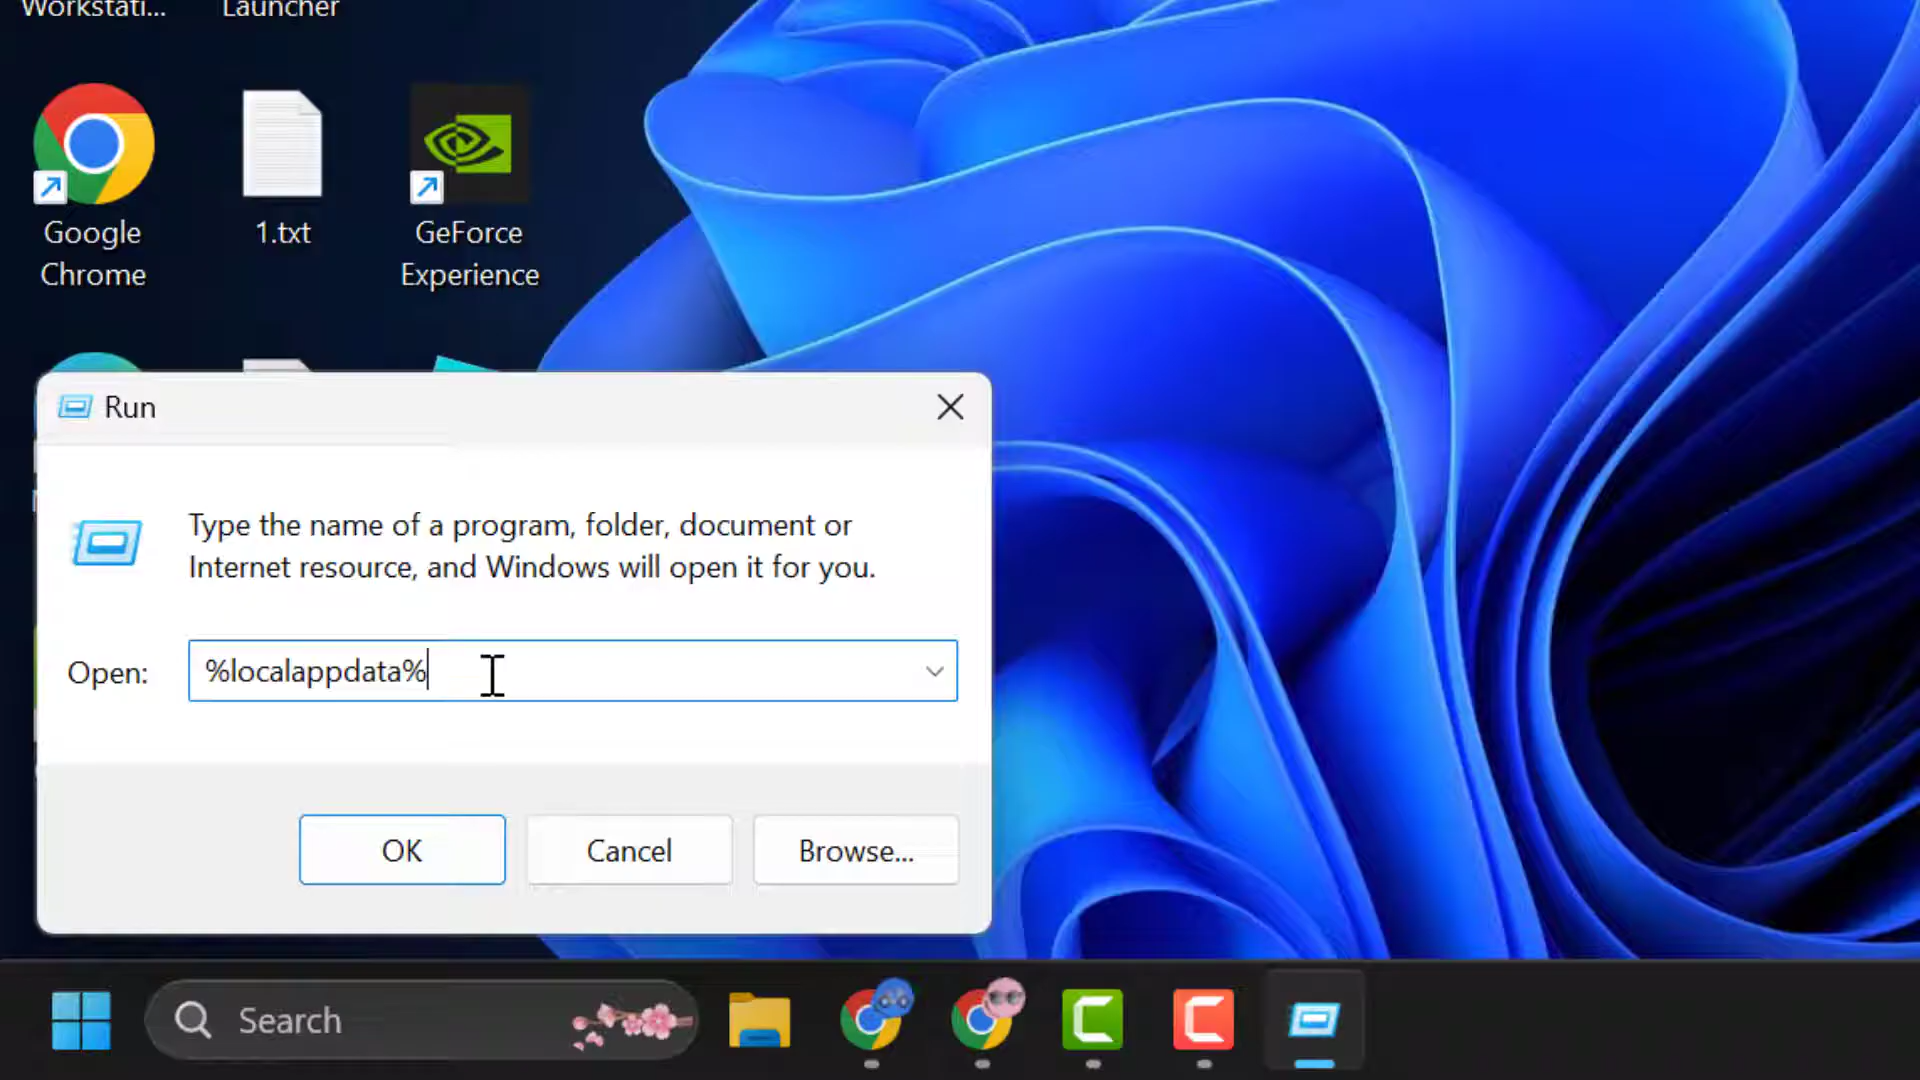 Workstati... Launcher
Google Chrome
1.txt
GeForce Experience
Run
Type the name of a program, folder, document or
Internet resource, and Windows will open it for you.
Open: %localappdata%
OK Cancel Browse...
Search